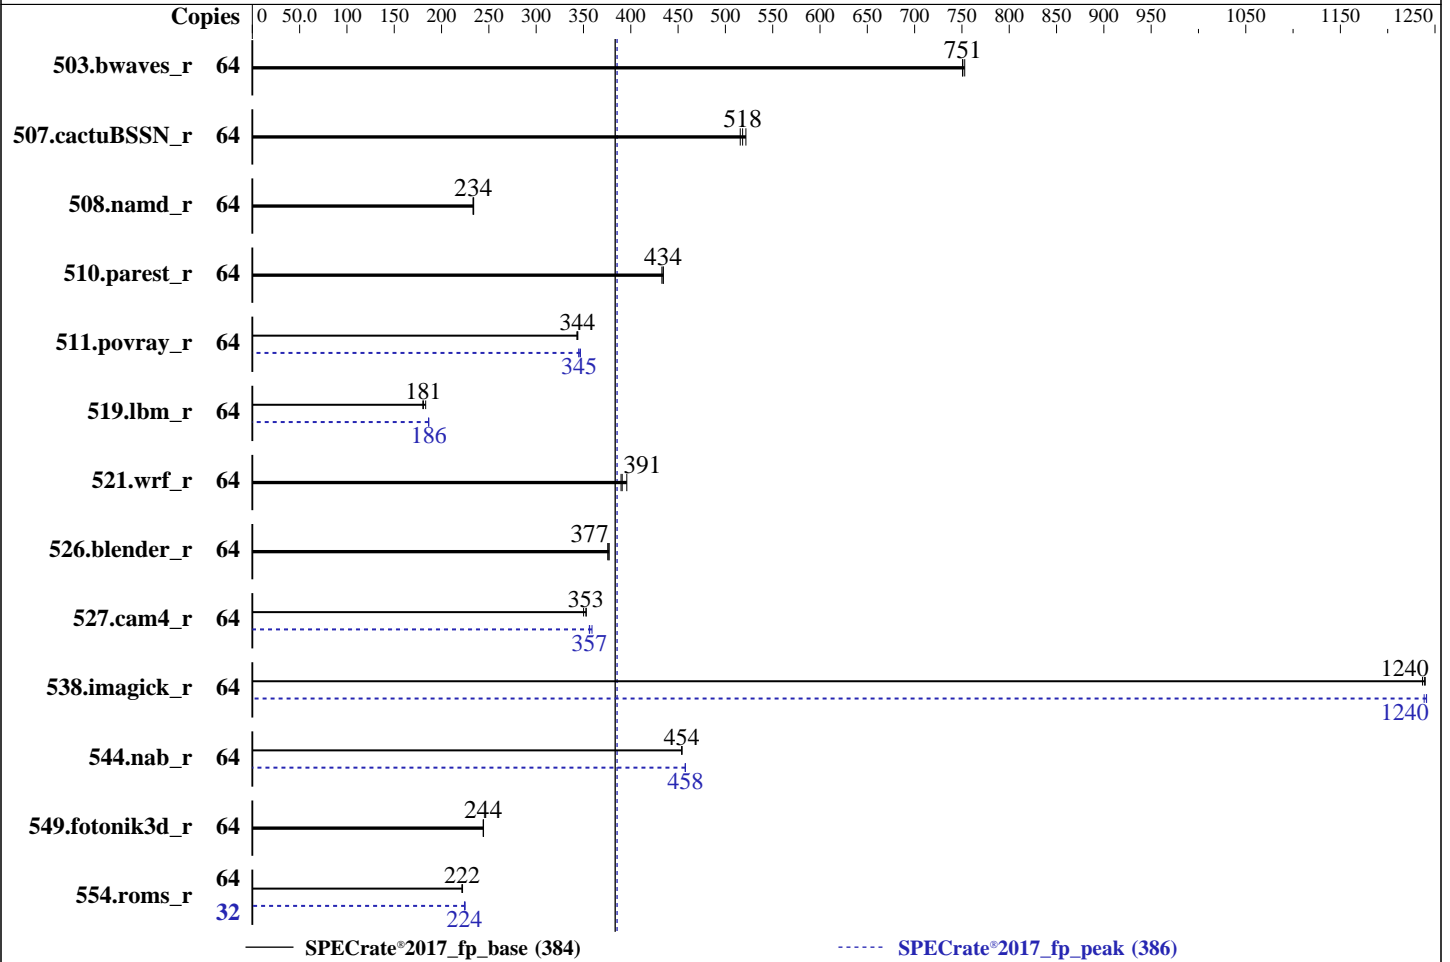 Copies 0 50.0 100 150 200 250 300 350 400 450 500 550 600 650 700 750 800 850 900 950 1050 1150 1250
751
503.bwaves_r 64
518
507.cactuBSSN_r 64
234
508.namd_r 64
434
510.parest_r 64
344
511.povray_r 64
345
181
519.lbm_r 64
186
391
521.wrf_r 64
377
526.blender_r 64
353
527.cam4_r 64
357
1240
538.imagick_r 64
1240
454
544.nab_r 64
458
244
549.fotonik3d_r 64
64 222
554.roms_r
32 224
SPECrate®2017_fp_base (384) SPECrate®2017_fp_peak (386)